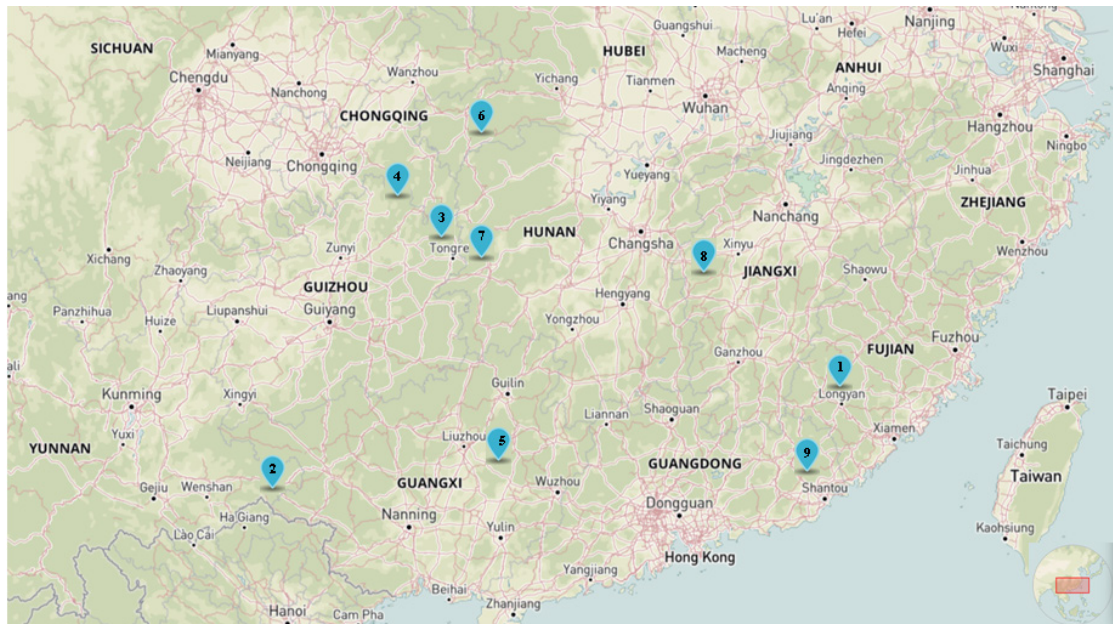 Guangshui
Lu'an
Hefei
Nanjing
Nantong
SICHUAN
Mianyang
HUBEI
Macheng
Wuxi
Chengdu
Wanzhou
Yichang
Tianmen
ANHUI
Shanghai
Nanchong
Wuhan
Anqing
CHONGQING
6
Hangzhou
Neijiang
Chongqing
Jiujiang
Ningbo
Yueyang
Jingdezhen
Jinhua
4
Yiyang
Nanchang
ZHEJIANG
3
7
HUNAN
Changsha
8
Xinyu
Wenzhou
Xichang
Zunyi
Tongre
JIANGXI
Zhaoyang
Shaowu
GUIZHOU
Hengyang
Panzhihua
Huize
Liupanshui
Guiyang
Yongzhou
Fuzhou
FUJIAN
Ganzhou
1
Guilin
Kunming
Xingyi
Longyan
Taipei
Liannan
Shaoguan
Yuxi
Liuzhou
5
Xiamen
YUNNAN
9
Taichung
2
GUANGXI
GUANGDONG
Taiwan
Gejiu
Wenshan
Wuzhou
Shantou
Dongguan
Ha Giang
Nanning
Yulin
Kaohsiung
Lào Cai
Hong Kong
Yangjiang
Beihai
Zhanjiang
Hanoi
Cam Pha